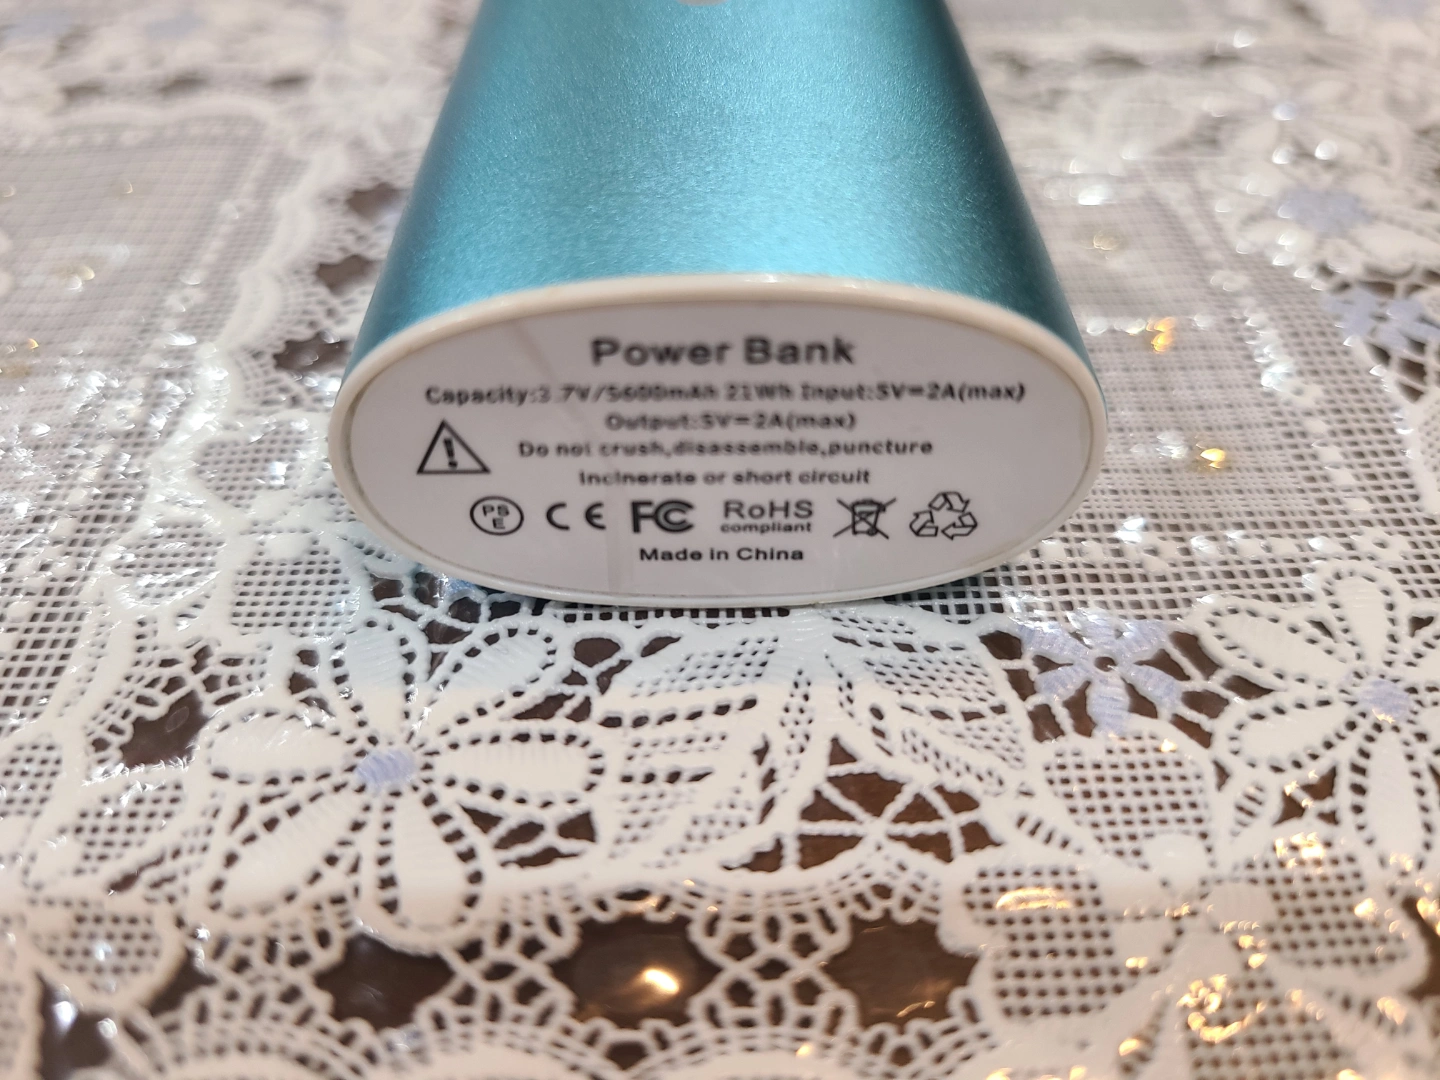 Power Bank
Capacity:3.7V/5600mAh 21Wh Input:5V=2A(max)
Output:5V=2A(max)
Do not crush,disassemble,puncture
Incinerate or short circuit
PS E CE FC RoHS compliant
Made in China